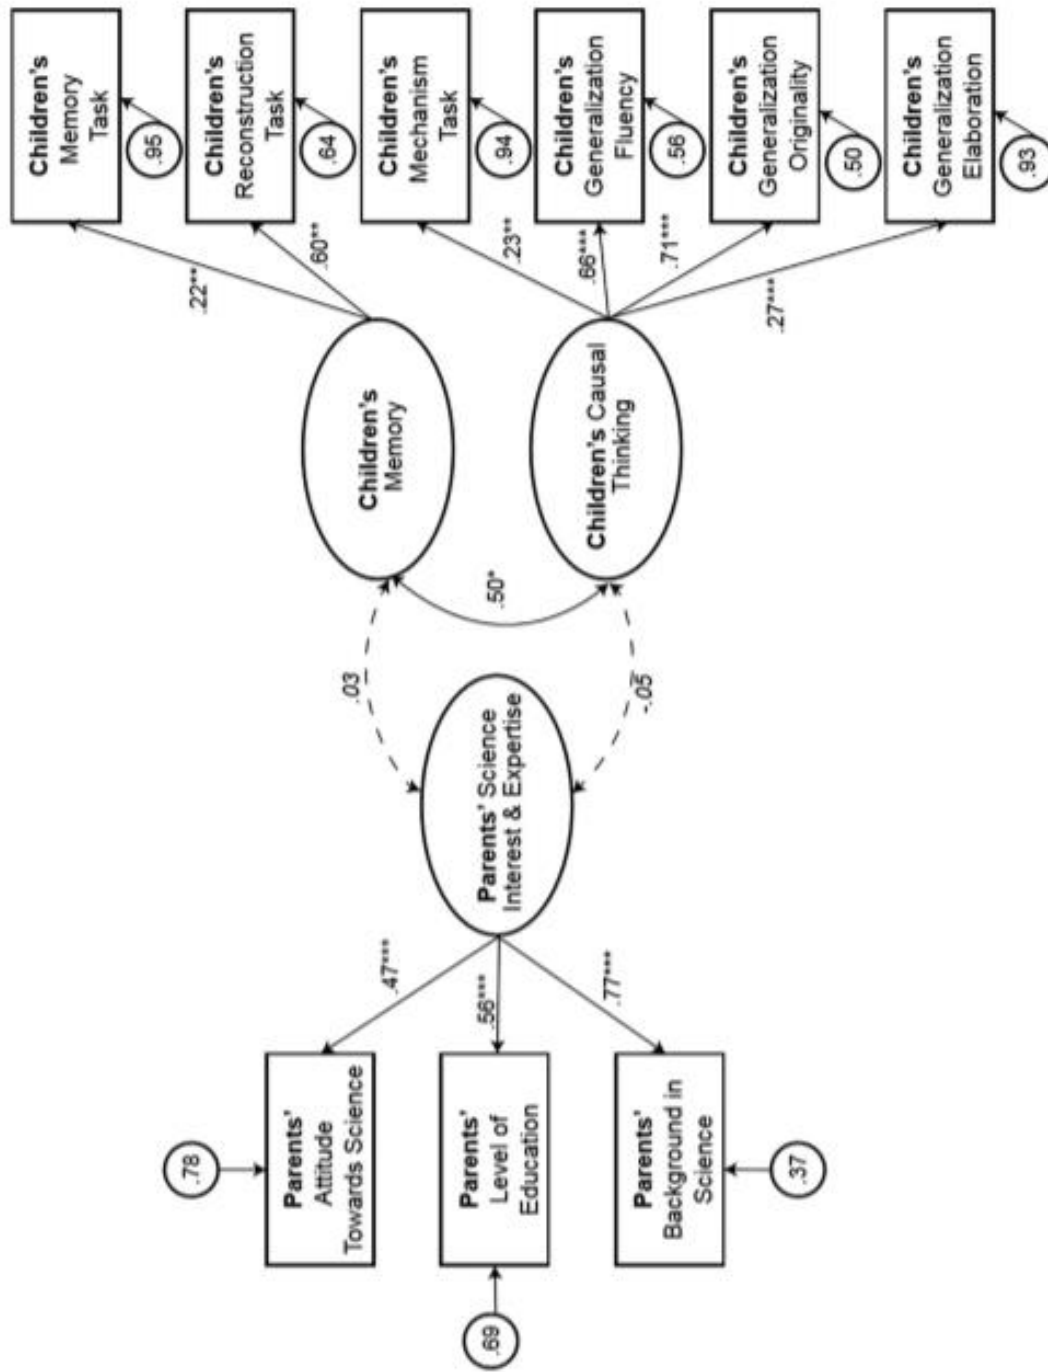 .78
Parents'
Attitude
Towards Science
.69
Parents'
Level of
Education
Parents'
Background in
Science
.37
.47***
.56***
.77***
Parents' Science
Interest & Expertise
.03
-.05
.50*
Children's
Memory
Children's Causal
Thinking
.22**
.60**
.23**
.66***
.71***
.27***
Children's
Memory
Task
.95
Children's
Reconstruction
Task
.64
Children's
Mechanism
Task
.94
Children's
Generalization
Fluency
.56
Children's
Generalization
Originality
.50
Children's
Generalization
Elaboration
.93